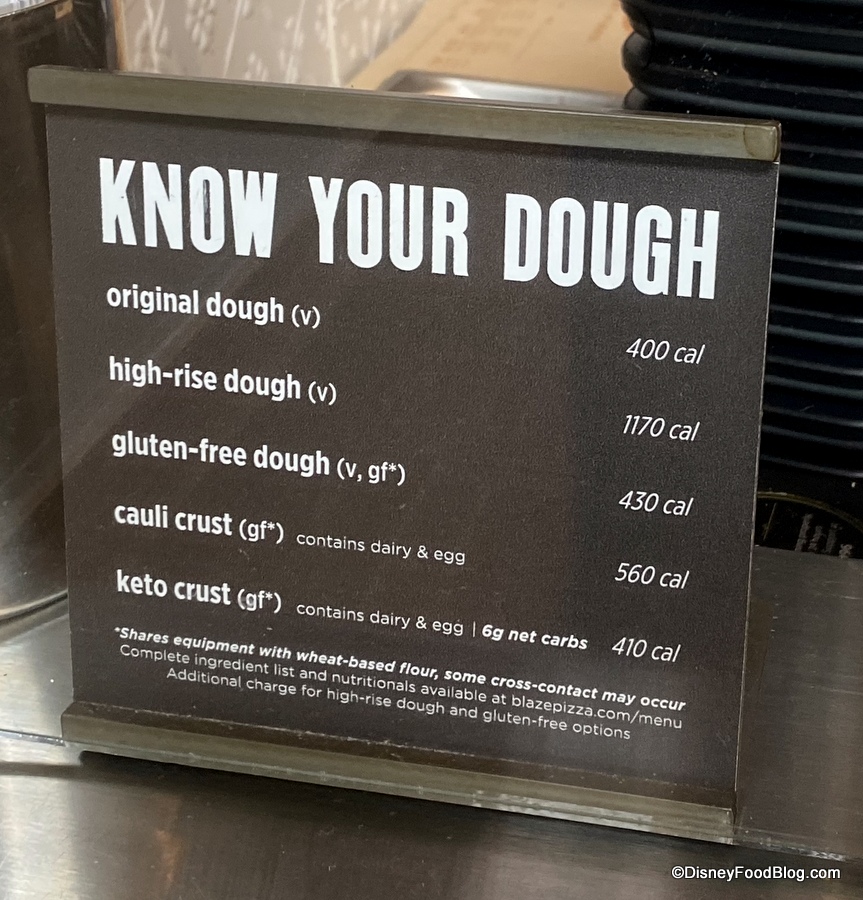 KNOW YOUR DOUGH
original dough (v)
400 cal
high-rise dough (v)
1170 cal
gluten-free dough (v, gf*)
430 cal
cauli crust (gf*) contains dairy & egg
560 cal
keto crust (gf*) contains dairy & egg | 6g net carbs 410 cal
*Shares equipment with wheat-based flour, some cross-contact may occur
Complete ingredient list and nutritionals available at blazepizza.com/menu
Additional charge for high-rise dough and gluten-free options
©DisneyFoodBlog.com